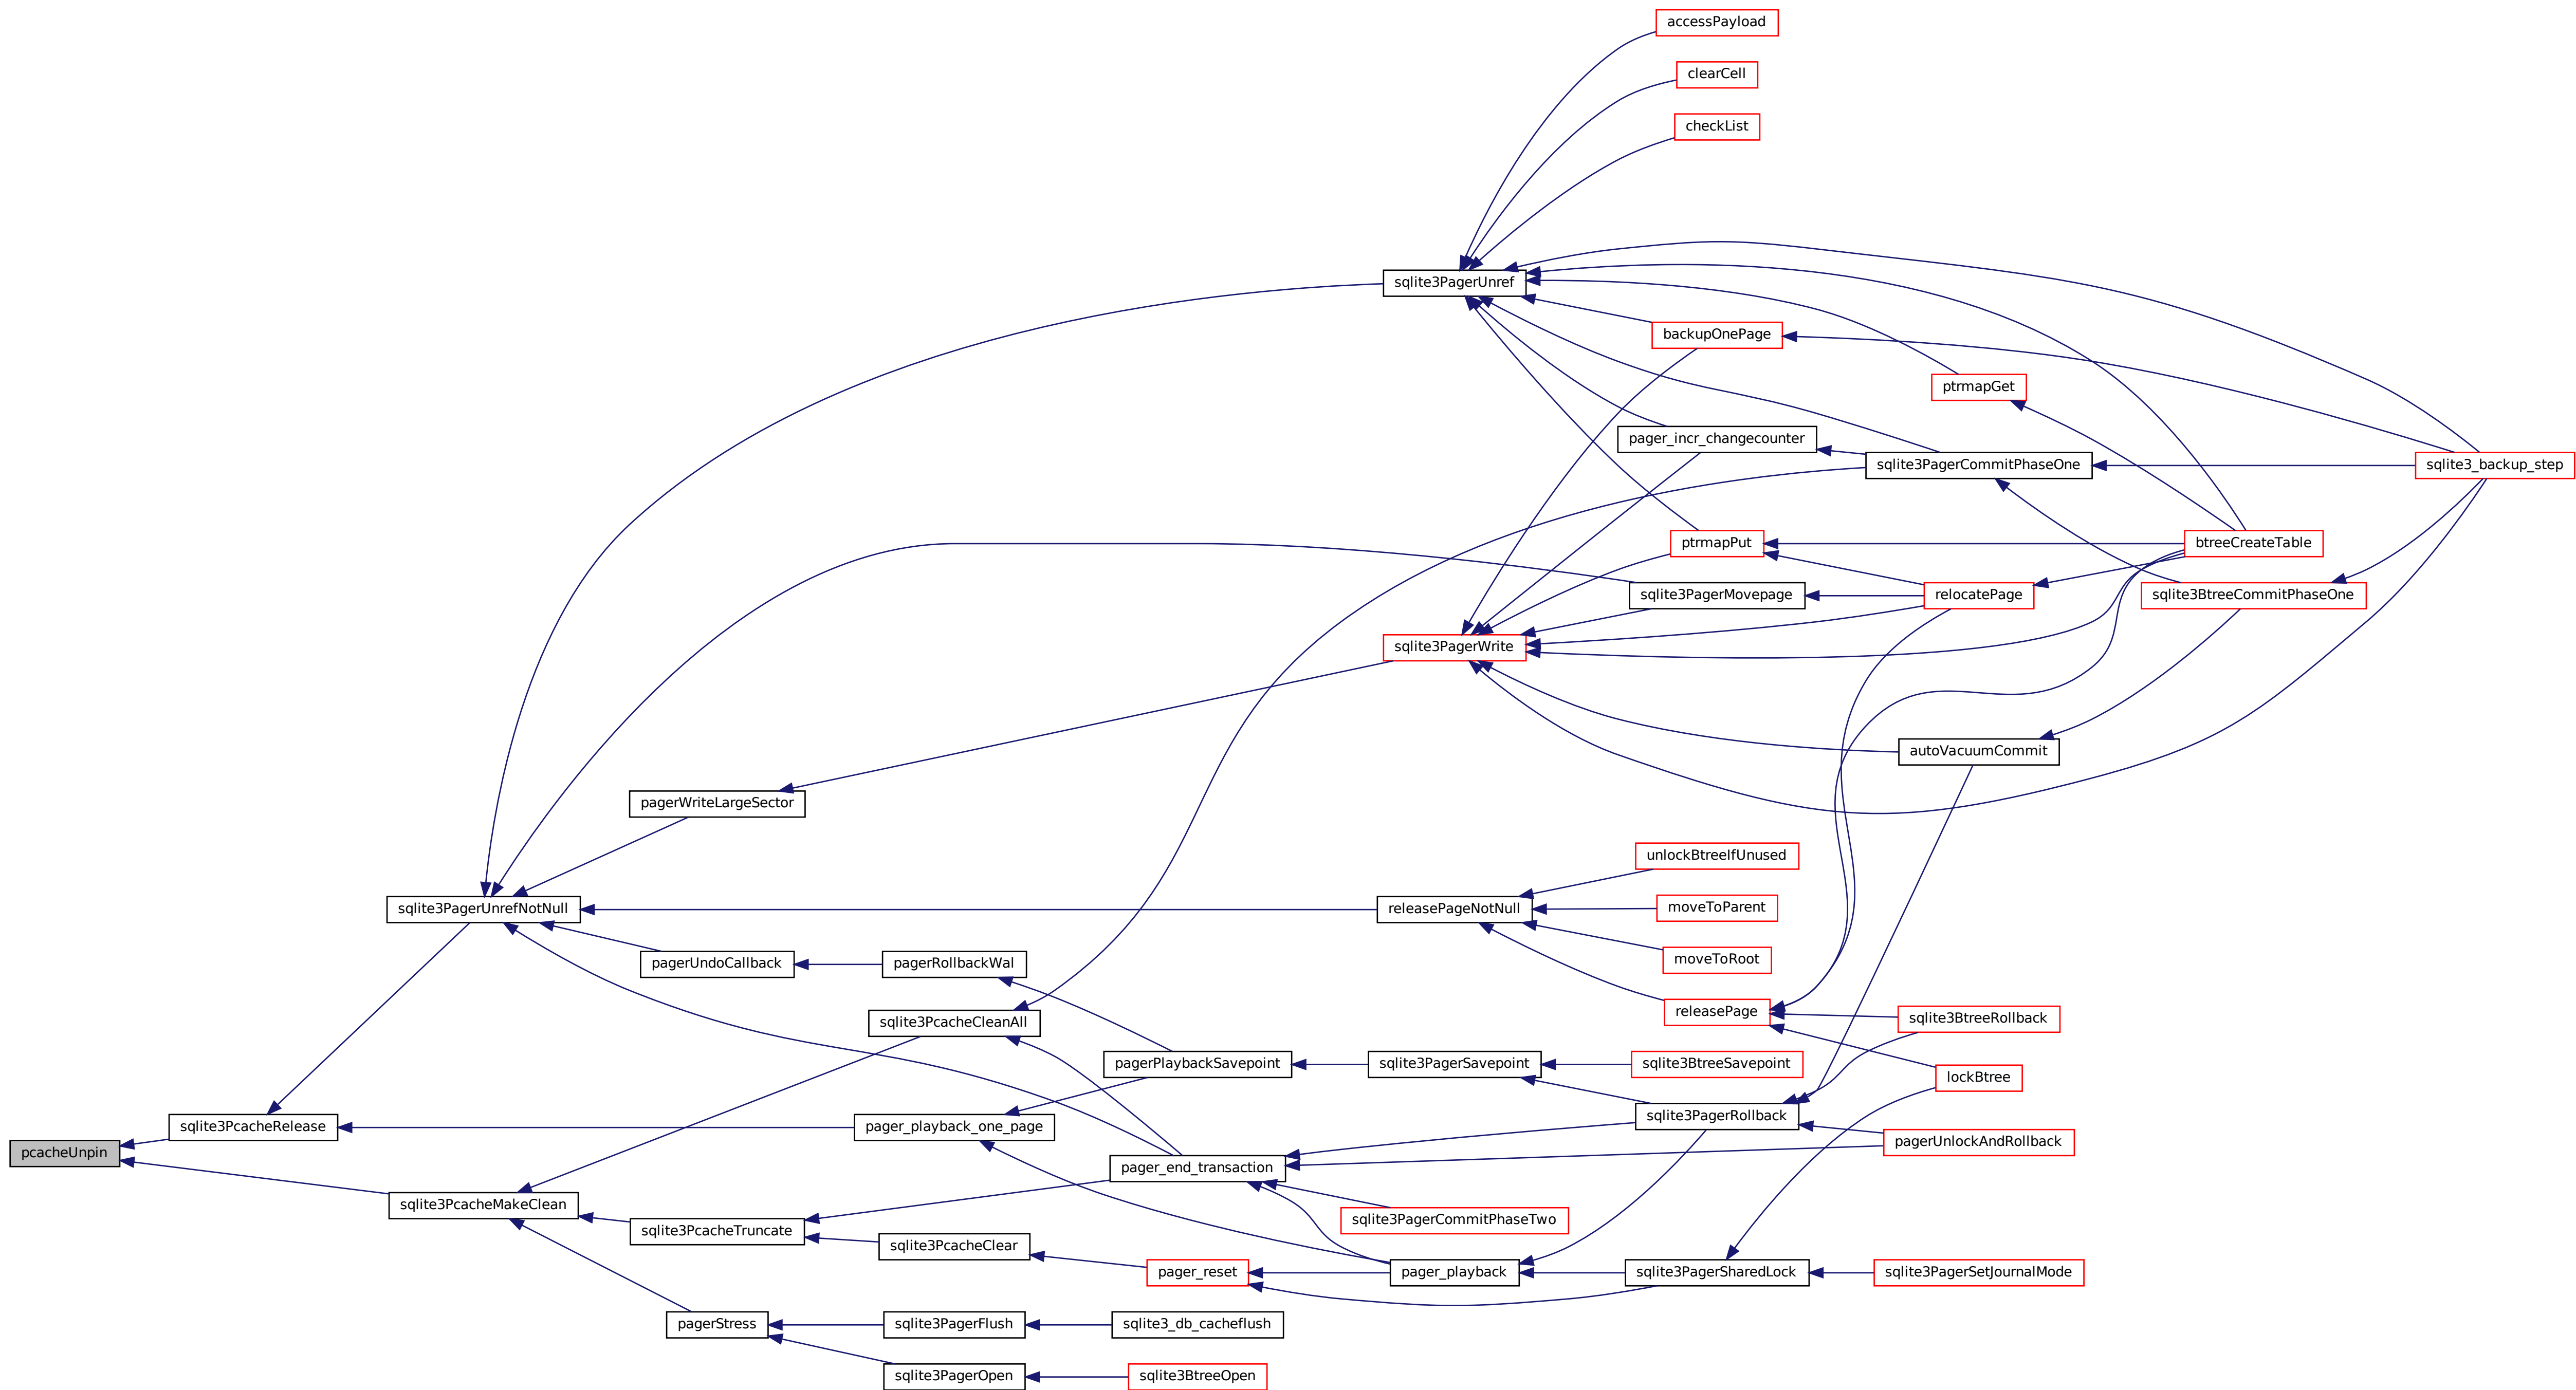 accessPayload
clearCell
checkList
sqlite3PagerUnref
backupOnePage
ptrmapGet
pager_incr_changecounter
sqlite3PagerCommitPhaseOne
sqlite3_backup_step
ptrmapPut
btreeCreateTable
sqlite3PagerMovepage
relocatePage
sqlite3BtreeCommitPhaseOne
sqlite3PagerWrite
autoVacuumCommit
pagerWriteLargeSector
unlockBtreeIfUnused
sqlite3PagerUnrefNotNull
releasePageNotNull
moveToParent
pagerUndoCallback
pagerRollbackWal
moveToRoot
sqlite3PcacheCleanAll
releasePage
sqlite3BtreeRollback
pagerPlaybackSavepoint
sqlite3PagerSavepoint
sqlite3BtreeSavepoint
lockBtree
sqlite3PcacheRelease
pager_playback_one_page
sqlite3PagerRollback
pcacheUnpin
pagerUnlockAndRollback
pager_end_transaction
sqlite3PcacheMakeClean
sqlite3PagerCommitPhaseTwo
sqlite3PcacheTruncate
sqlite3PcacheClear
pager_reset
pager_playback
sqlite3PagerSharedLock
sqlite3PagerSetJournalMode
pagerStress
sqlite3PagerFlush
sqlite3_db_cacheflush
sqlite3PagerOpen
sqlite3BtreeOpen